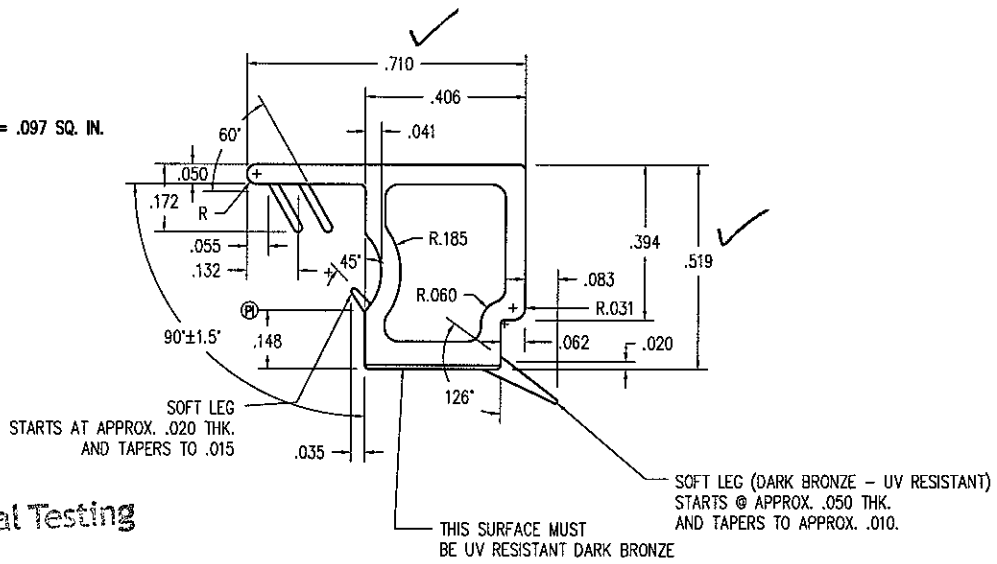 .710
.406
= .097 SQ. IN.
.041
60°
.050
.172
R
.055
.132
45°
R.185
.394
.519
.083
R.060
R.031
PI
90°±1.5°
.148
.062
.020
126°
SOFT LEG
STARTS AT APPROX. .020 THK.
AND TAPERS TO .015
.035
SOFT LEG (DARK BRONZE – UV RESISTANT)
STARTS @ APPROX. .050 THK.
AND TAPERS TO APPROX. .010.
al Testing
THIS SURFACE MUST
BE UV RESISTANT DARK BRONZE